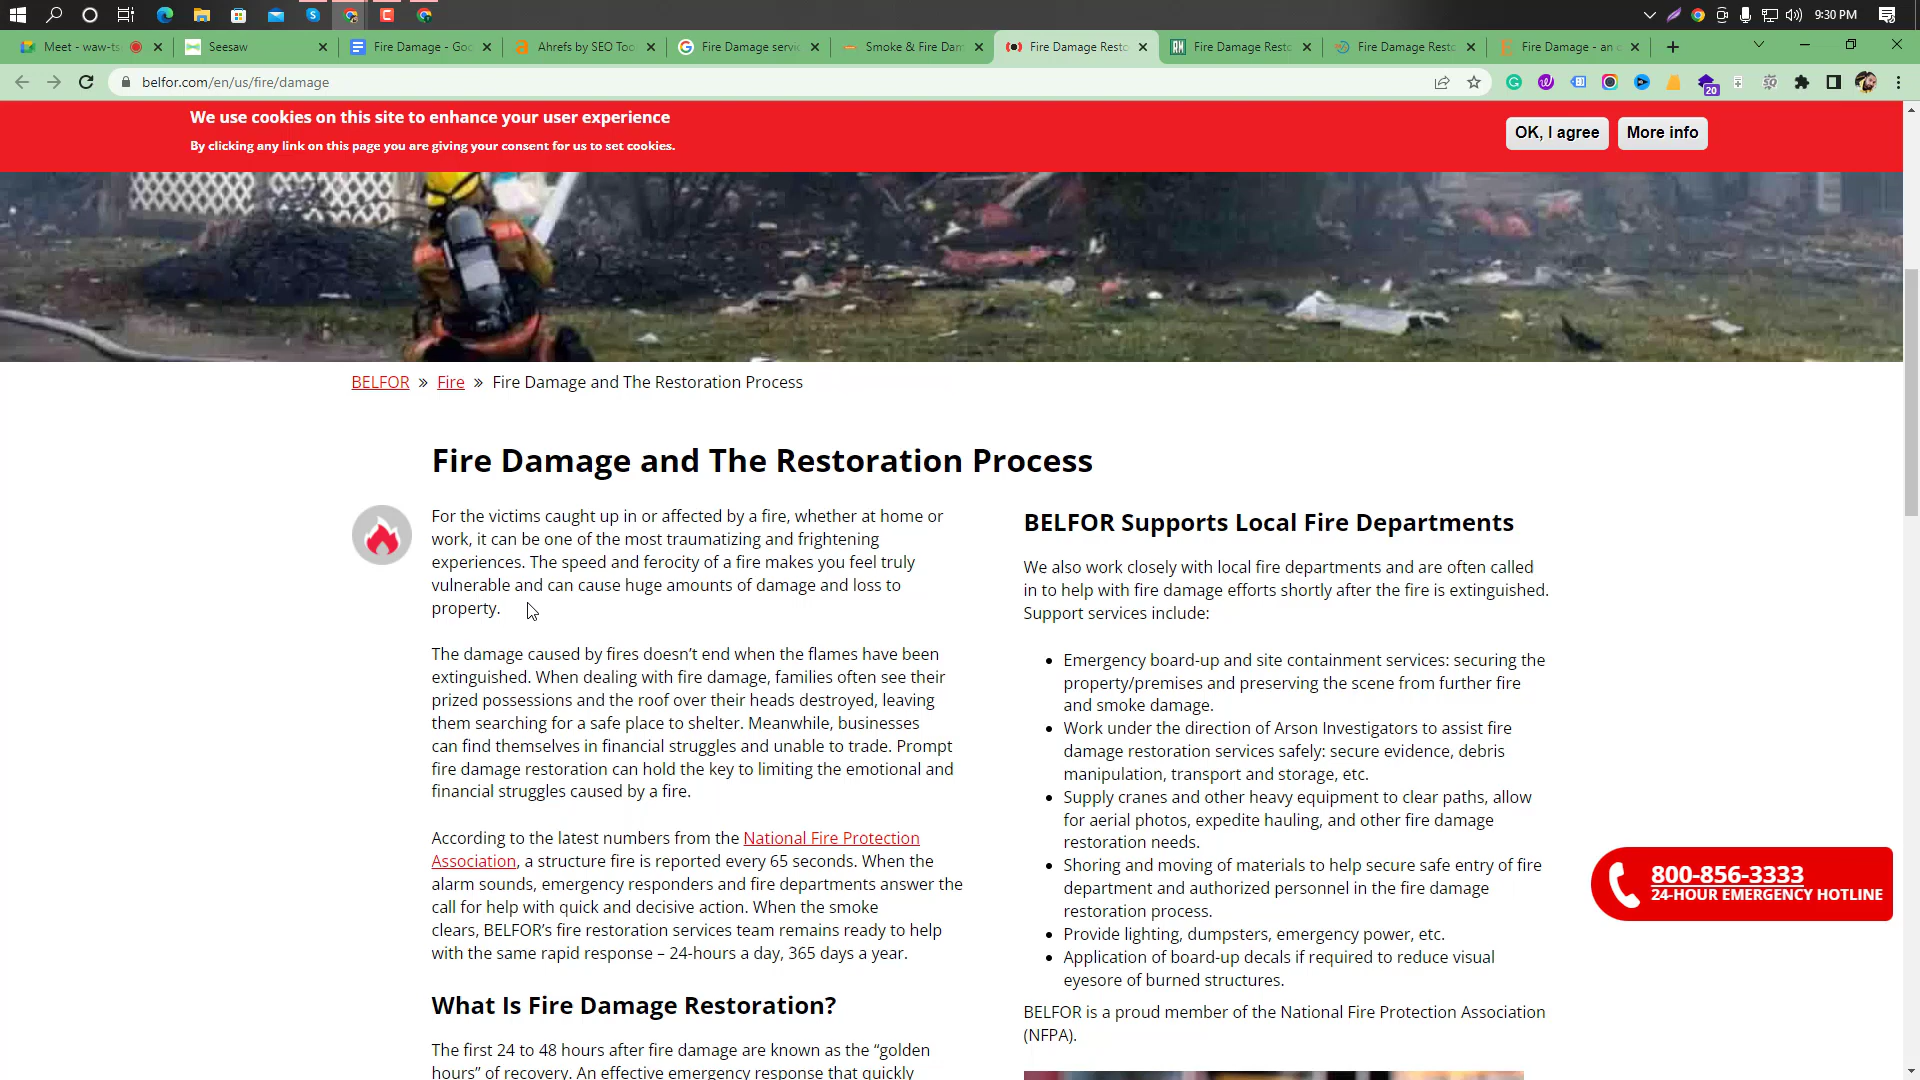 9:30 PM
Meet - waw-ts
Seesaw
Fire Damage - Goo
Ahrefs by SEO Too
Fire Damage servic
Smoke & Fire Dam
Fire Damage Resto
Fire Damage Resto
Fire Damage Resto
Fire Damage - an o
belfor.com/en/us/fire/damage
20
We use cookies on this site to enhance your user experience
By clicking any link on this page you are giving your consent for us to set cookies.
OK, I agree
More info
BELFOR » Fire » Fire Damage and The Restoration Process
Fire Damage and The Restoration Process
For the victims caught up in or affected by a fire, whether at home or
work, it can be one of the most traumatizing and frightening
experiences. The speed and ferocity of a fire makes you feel truly
vulnerable and can cause huge amounts of damage and loss to
property.
The damage caused by fires doesn’t end when the flames have been
extinguished. When dealing with fire damage, families often see their
prized possessions and the roof over their heads destroyed, leaving
them searching for a safe place to shelter. Meanwhile, businesses
can find themselves in financial struggles and unable to trade. Prompt
fire damage restoration can hold the key to limiting the emotional and
financial struggles caused by a fire.
According to the latest numbers from the National Fire Protection
Association, a structure fire is reported every 65 seconds. When the
alarm sounds, emergency responders and fire departments answer the
call for help with quick and decisive action. When the smoke
clears, BELFOR’s fire restoration services team remains ready to help
with the same rapid response – 24-hours a day, 365 days a year.
What Is Fire Damage Restoration?
The first 24 to 48 hours after fire damage are known as the “golden
hours” of recovery. An effective emergency response that quickly
BELFOR Supports Local Fire Departments
We also work closely with local fire departments and are often called
in to help with fire damage efforts shortly after the fire is extinguished.
Support services include:
• Emergency board-up and site containment services: securing the
property/premises and preserving the scene from further fire
and smoke damage.
• Work under the direction of Arson Investigators to assist fire
damage restoration services safely: secure evidence, debris
manipulation, transport and storage, etc.
• Supply cranes and other heavy equipment to clear paths, allow
for aerial photos, expedite hauling, and other fire damage
restoration needs.
• Shoring and moving of materials to help secure safe entry of fire
department and authorized personnel in the fire damage
restoration process.
• Provide lighting, dumpsters, emergency power, etc.
• Application of board-up decals if required to reduce visual
eyesore of burned structures.
BELFOR is a proud member of the National Fire Protection Association
(NFPA).
800-856-3333
24-HOUR EMERGENCY HOTLINE